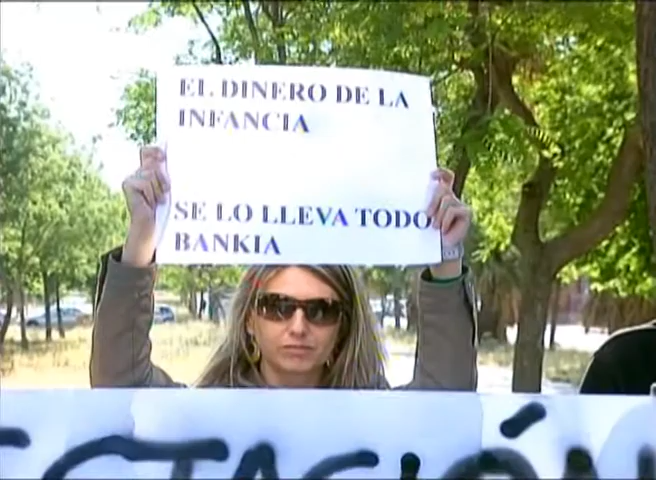 EL DINERO DE LA
INFANCIA
SE LO LLEVA TODO
BANKIA